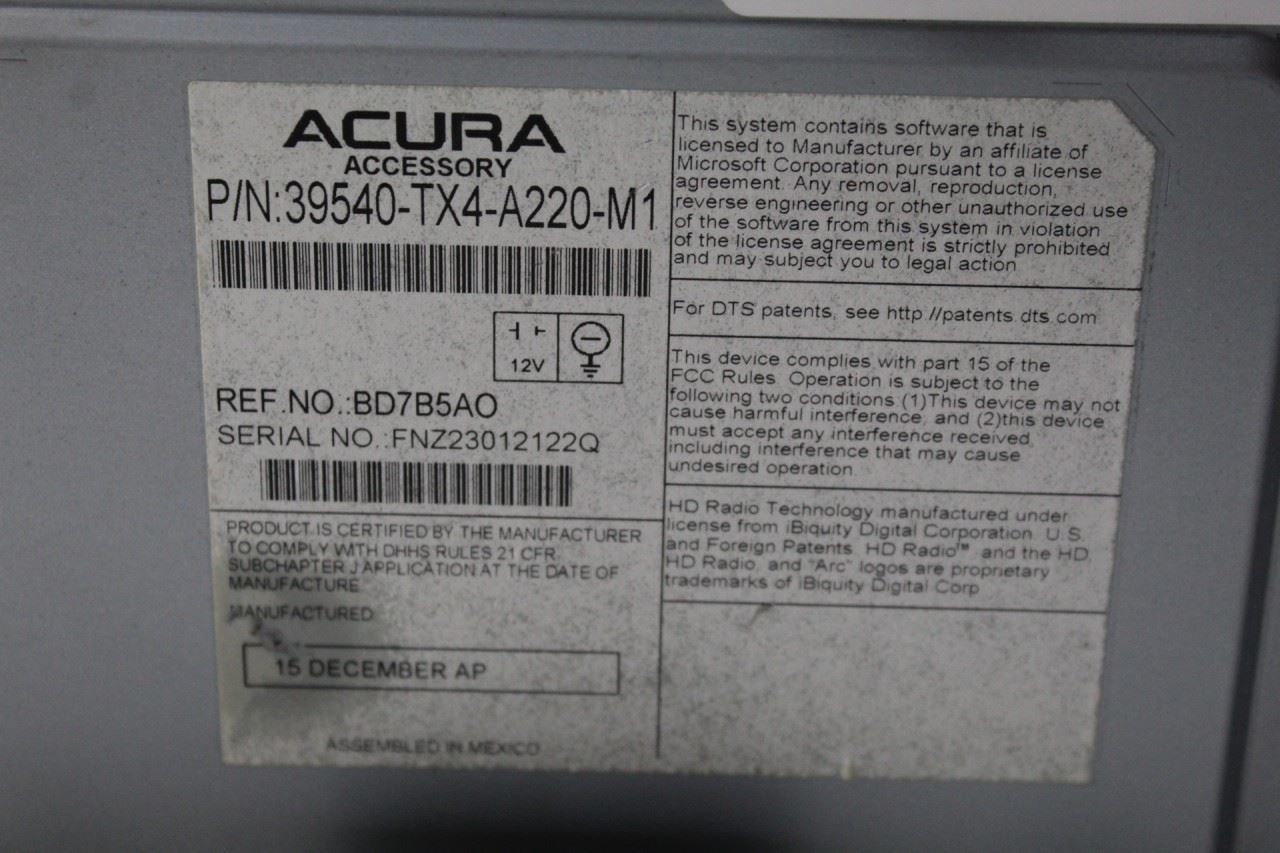 ACURA
ACCESSORY
P/N:39540-TX4-A220-M1
12V
REF.NO.:BD7B5AO
SERIAL NO.:FNZ23012122Q
PRODUCT IS CERTIFIED BY THE MANUFACTURER
TO COMPLY WITH DHHS RULES 21 CFR
SUBCHAPTER J APPLICATION AT THE DATE OF
MANUFACTURE
MANUFACTURED
15 DECEMBER AP
ASSEMBLED IN MEXICO
This system contains software that is
licensed to Manufacturer by an affiliate of
Microsoft Corporation pursuant to a license
agreement. Any removal, reproduction,
reverse engineering or other unauthorized use
of the software from this system in violation
of the license agreement is strictly prohibited
and may subject you to legal action
For DTS patents, see http://patents.dts.com
This device complies with part 15 of the
FCC Rules. Operation is subject to the
following two conditions (1)This device may not
cause harmful interference, and (2)this device
must accept any interference received,
including interference that may cause
undesired operation.
HD Radio Technology manufactured under
license from iBiquity Digital Corporation. U.S.
and Foreign Patents. HD Radio™ and the HD,
HD Radio, and "Arc" logos are proprietary
trademarks of iBiquity Digital Corp